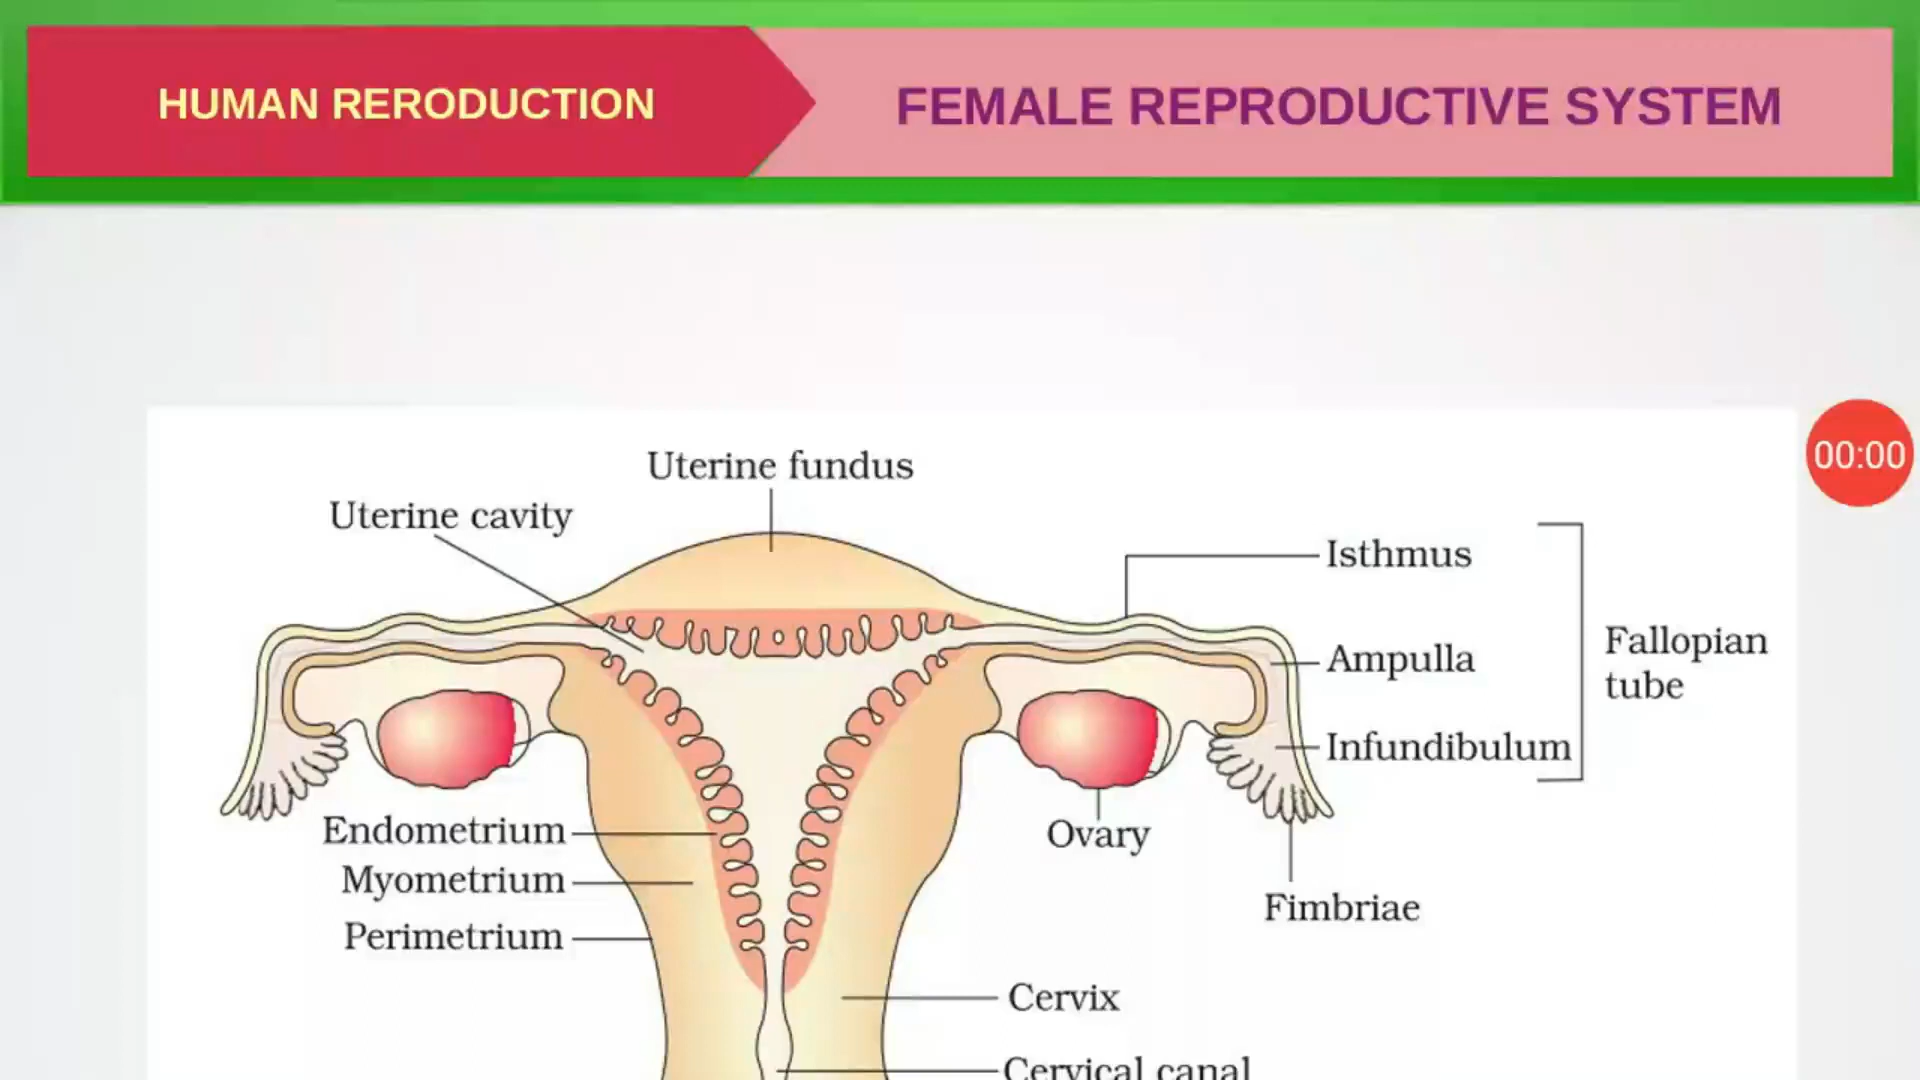 HUMAN RERODUCTION
FEMALE REPRODUCTIVE SYSTEM
00:00
Uterine fundus
Uterine cavity
Isthmus
Fallopian
tube
Ampulla
Infundibulum
Endometrium
Ovary
Myometrium
Fimbriae
Perimetrium
Cervix
Cervical canal